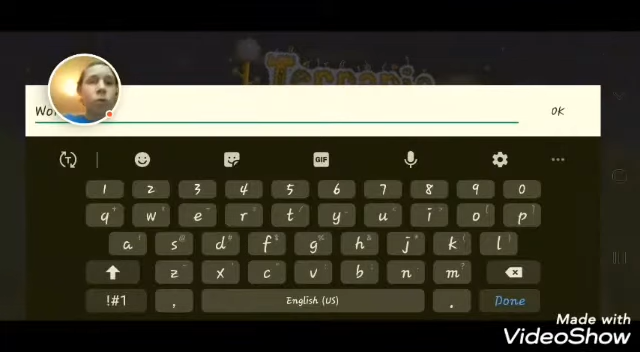 Terraria
OK
T
GIF
1 2 3 4 5 6 7 8 9 0
q w e r t y u i o p
a s d f g h j k l
z x c v b n m
!#1 , English (US) . Done
Made with
VideoShow